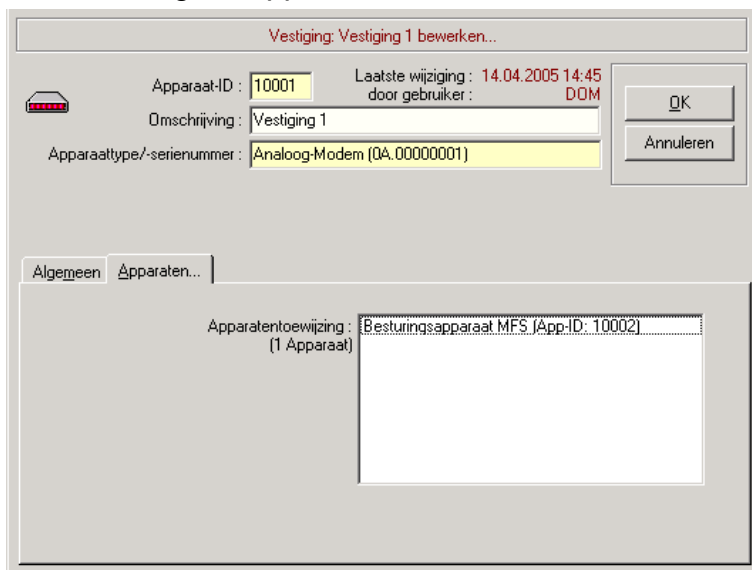 Vestiging: Vestiging 1 bewerken...
Apparaat-ID : 10001 Laatste wijziging : 14.04.2005 14:45
door gebruiker : DOM
Omschrijving : Vestiging 1
Apparaattype/-serienummer : Analoog-Modem (0A.00000001)
OK
Annuleren
Algemeen Apparaten...
Apparatentoewijzing : Besturingsapparaat MFS (App-ID: 10002)
(1 Apparaat)